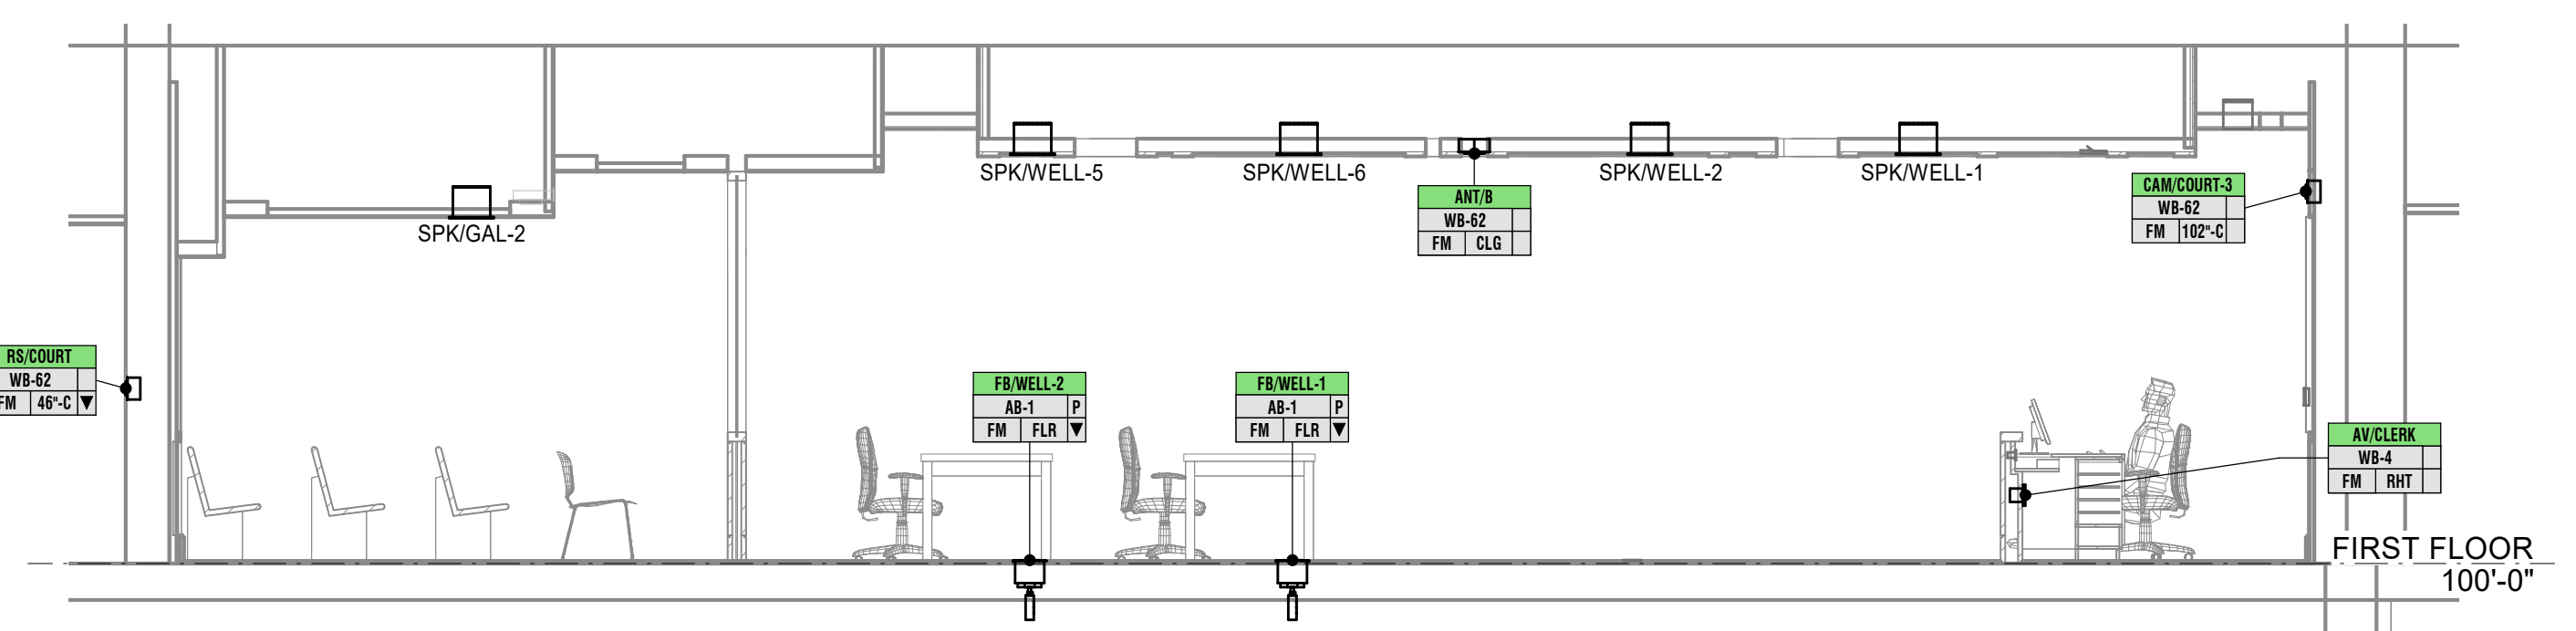 SPK/WELL-5
SPK/WELL-6
SPK/WELL-2
SPK/WELL-1
SPK/GAL-2
ANT/B
WB-62
FM CLG
CAM/COURT-3
WB-62
FM 102"-C
RS/COURT
WB-62
FM 46"-C ▼
FB/WELL-2
AB-1 P
FM FLR ▼
FB/WELL-1
AB-1 P
FM FLR ▼
AV/CLERK
WB-4
FM RHT
FIRST FLOOR
100'-0"